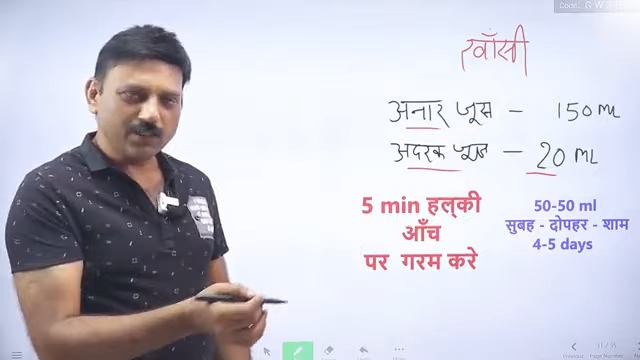 खाँसी
अनार जूस - 150 ML
अदरक जूस - 20 ML
5 min हल्की
आँच
पर गरम करे
50-50 ml
सुबह - दोपहर - शाम
4-5 days